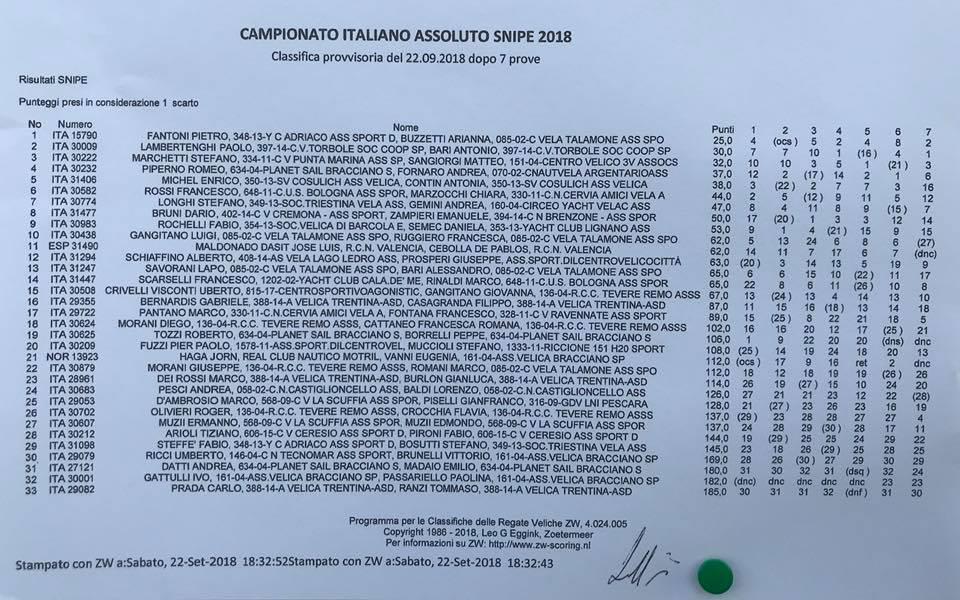 CAMPIONATO ITALIANO ASSOLUTO SNIPE 2018
Classifica provvisoria del 22.09.2018 dopo 7 prove
Risultati SNIPE
Punteggi presi in considerazione 1 scarto
No Numero Nome Punti 1 2 3 4 5 6 7
1 ITA 15790 FANTONI PIETRO, 348-13-Y C ADRIACO ASS SPORT D, BUZZETTI ARIANNA, 085-02-C VELA TALAMONE ASS SPO 25,0 4 (ocs) 5 2 4 8 2
2 ITA 30009 LAMBERTENGHI PAOLO, 397-14-C.V.TORBOLE SOC COOP SP, BARI ANTONIO, 397-14-C.V.TORBOLE SOC COOP SP 30,0 7 7 10 1 (16) 4 1
3 ITA 30222 MARCHETTI STEFANO, 334-11-C V PUNTA MARINA ASS SP, SANGIORGI MATTEO, 151-04-CENTRO VELICO 3V ASSOCS 32,0 10 10 3 5 1 (21) 3
4 ITA 30232 PIPERNO ROMEO, 634-04-PLANET SAIL BRACCIANO S, FORNARO ANDREA, 070-02-CNAUTVELA ARGENTARIOASS 37,0 12 2 (17) 14 2 1 6
5 ITA 31406 MICHEL ENRICO, 350-13-SV COSULICH ASS VELICA, CONTIN ANTONIA, 350-13-SV COSULICH ASS VELICA 38,0 3 (22) 2 7 7 3 16
6 ITA 30582 ROSSI FRANCESCO, 648-11-C.U.S. BOLOGNA ASS SPOR, MARZOCCHI CHIARA, 330-11-C.N. CERVIA AMICI VELA A 44,0 2 5 (12) 9 11 5 12
7 ITA 30774 LONGHI STEFANO, 349-13-SOC.TRIESTINA VELA ASS, GEMINI ANDREA, 160-04-CIRCEO YACHT VELAC ASS 47,0 8 4 11 8 9 (15) 7
8 ITA 31477 BRUNI DARIO, 402-14-C V CREMONA - ASS SPORT, ZAMPIERI EMANUELE, 394-14-C N BRENZONE - ASS SPOR 50,0 17 (20) 1 3 3 12 14
9 ITA 30983 ROCHELLI FABIO, 354-13-SOC.VELICA DI BARCOLA E, SEMEC DANIELA, 353-13-YACHT CLUB LIGNANO ASS 53,0 9 1 4 (21) 15 9 15
10 ITA 30438 GANGITANO LUIGI, 085-02-C VELA TALAMONE ASS SPO, RUGGIERO FRANCESCA, 085-02-C VELA TALAMONE ASS SPO 62,0 5 13 24 6 8 6 (27)
11 ESP 31490 MALDONADO DASIT JOSE LUIS, R.C.N. VALENCIA, CEBOLLA DE PABLOS, R.C.N. VALENCIA 62,0 14 11 7 17 6 7 (dnc)
12 ITA 31294 SCHIAFFINO ALBERTO, 408-14-AS VELA LAGO LEDRO ASS, PROSPERI GIUSEPPE, ASS.SPORT.DILCENTROVELICOCITTÀ 63,0 (20) 3 14 13 5 19 9
13 ITA 31247 SAVORANI LAPO, 085-02-C VELA TALAMONE ASS SPO, BARI ALESSANDRO, 085-02-C VELA TALAMONE ASS SPO 65,0 6 6 15 10 (22) 11 17
14 ITA 31447 SCARSELLI FRANCESCO, 1202-02-YACHT CLUB CALA.DE' ME, RINALDI MARCO, 648-11-C.U.S. BOLOGNA ASS SPOR 65,0 22 8 6 11 (26) 10 8
15 ITA 30508 CRIVELLI VISCONTI UBERTO, 815-17-CENTROSPORTIVOAGONISTIC, GANGITANO GIOVANNA, 136-04-R.C.C. TEVERE REMO ASSS 67,0 13 (24) 13 4 14 13 10
16 ITA 29355 BERNARDIS GABRIELE, 388-14-A VELICA TRENTINA-ASD, CASAGRANDA FILIPPO, 388-14-A VELICA TRENTINA-ASD 87,0 11 15 16 (18) 13 14 18
17 ITA 29722 PANTANO MARCO, 330-11-C.N.CERVIA AMICI VELA A, FONTANA FRANCESCO, 328-11-C V RAVENNATE ASS SPORT 89,0 15 (25) 8 22 21 18 5
18 ITA 30624 MORANI DIEGO, 136-04-R.C.C. TEVERE REMO ASSS, CATTANEO FRANCESCA ROMANA, 136-04-R.C.C. TEVERE REMO ASSS 102,0 16 16 20 12 17 (25) 21
19 ITA 30625 TOZZI ROBERTO, 634-04-PLANET SAIL BRACCIANO S, BORRELLI PEPPE, 634-04-PLANET SAIL BRACCIANO S 106,0 1 9 22 20 20 (dns) dnc
20 ITA 30209 FUZZI PIER PAOLO, 1578-11-ASS.SPORT.DILCENTROVEL, MUCCIOLI STEFANO, 1333-11-RICCIONE 151 H20 SPORT 108,0 (25) 14 19 24 18 20 13
21 NOR 13923 HAGA JORN, REAL CLUB NAUTICO MOTRIL, VANNI EUGENIA, 161-04-ASS.VELICA BRACCIANO SP 112,0 (ocs) 17 9 16 ret 2 dnc
22 ITA 30879 MORANI GIUSEPPE, 136-04-R.C.C. TEVERE REMO ASSS, ROMANI MARCO, 085-02-C VELA TALAMONE ASS SPO 112,0 18 12 18 19 19 (26) 26
23 ITA 28961 DEI ROSSI MARCO, 388-14-A VELICA TRENTINA-ASD, BURLON GIANLUCA, 388-14-A VELICA TRENTINA-ASD 114,0 26 19 (27) 15 10 24 20
24 ITA 30683 PESCI ANDREA, 058-02-C.N.CASTIGLIONCELLO ASS, BALDI LORENZO, 058-02-C.N.CASTIGLIONCELLO ASS 126,0 27 21 21 23 12 22 (28)
25 ITA 29053 D'AMBROSIO MARCO, 568-09-C V LA SCUFFIA ASS SPOR, PISELLI GIANFRANCO, 316-09-GDV LNI PESCARA 128,0 21 (27) 23 26 23 16 19
26 ITA 30702 OLIVIERI ROGER, 136-04-R.C.C. TEVERE REMO ASSS, CROCCHIA FLAVIA, 136-04-R.C.C. TEVERE REMO ASSS 137,0 (29) 23 28 28 27 27 4
27 ITA 30607 MUZII ERMANNO, 568-09-C V LA SCUFFIA ASS SPOR, MUZII EDMONDO, 568-09-C V LA SCUFFIA ASS SPOR 137,0 24 28 29 (30) 28 17 11
28 ITA 30212 ARIOLI TIZIANO, 606-15-C V CERESIO ASS SPORT D, PIRONI FABIO, 606-15-C V CERESIO ASS SPORT D 144,0 19 (29) 25 25 24 29 22
29 ITA 31098 STEFFE' FABIO, 348-13-Y C ADRIACO ASS SPORT D, BOSUTTI STEFANO, 349-13-SOC.TRIESTINA VELA ASS 145,0 23 18 26 (29) 25 28 25
30 ITA 29079 RICCI UMBERTO, 146-04-C N TECNOMAR ASS SPORT, BRUNELLI VITTORIO, 161-04-ASS.VELICA BRACCIANO SP 169,0 28 26 (30) 27 29 30 29
31 ITA 27121 DATTI ANDREA, 634-04-PLANET SAIL BRACCIANO S, MADAIO EMILIO, 634-04-PLANET SAIL BRACCIANO S 180,0 31 30 32 31 (dsq) 32 24
32 ITA 30001 GATTULLI IVO, 161-04-ASS.VELICA BRACCIANO SP, PASSARIELLO PAOLINA, 161-04-ASS.VELICA BRACCIANO SP 182,0 (dnc) dnc dnc dnc dnc 23 23
33 ITA 29082 PRADA CARLO, 388-14-A VELICA TRENTINA-ASD, RANZI TOMMASO, 388-14-A VELICA TRENTINA-ASD 185,0 30 31 31 32 (dnf) 31 30
Programma per le Classifiche delle Regate Veliche ZW, 4.024.005
Copyright 1986 - 2018, Leo G Eggink, Zoetermeer
Per informazioni su ZW: http://www.zw-scoring.nl
Stampato con ZW a:Sabato, 22-Set-2018 18:32:52Stampato con ZW a:Sabato, 22-Set-2018 18:32:43